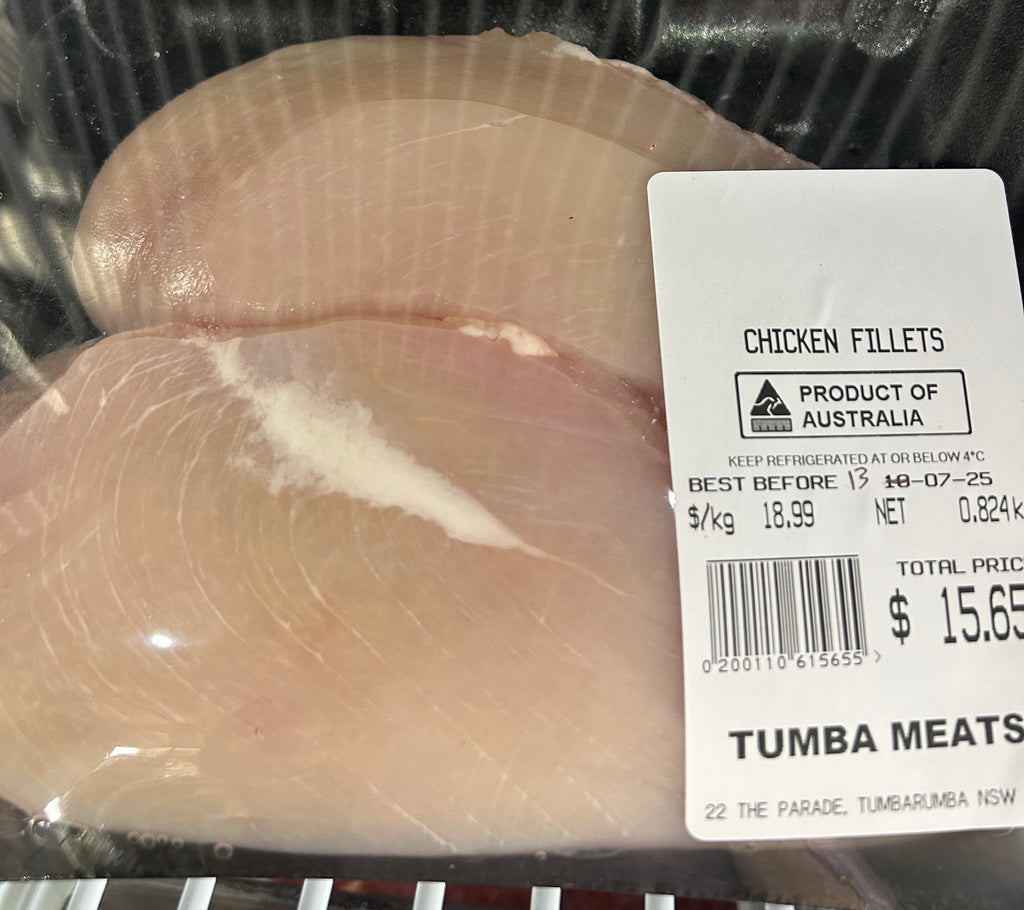 CHICKEN FILLETS
PRODUCT OF
AUSTRALIA
KEEP REFRIGERATED AT OR BELOW 4°C
BEST BEFORE 13 10-07-25
$/kg 18.99 NET 0.824k
TOTAL PRIC
$ 15.65
0 200110 615655 >
TUMBA MEATS
22 THE PARADE, TUMBARUMBA NSW